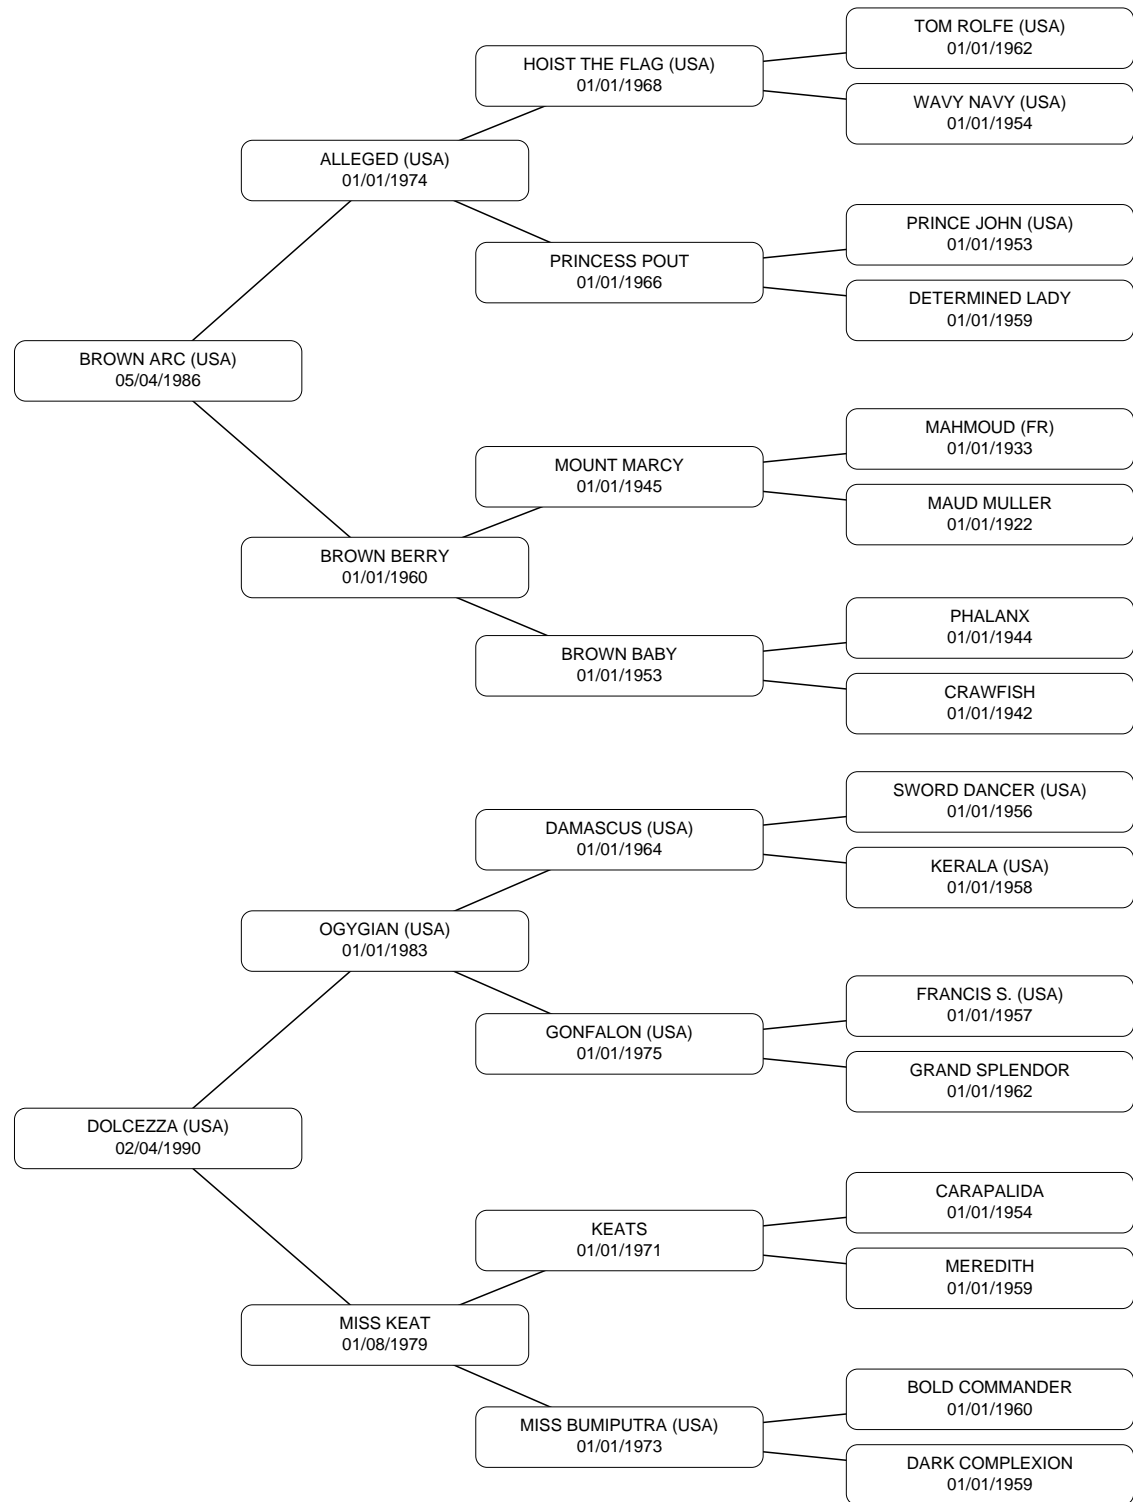 TOM ROLFE (USA)
01/01/1962
HOIST THE FLAG (USA)
01/01/1968
WAVY NAVY (USA)
01/01/1954
ALLEGED (USA)
01/01/1974
PRINCE JOHN (USA)
01/01/1953
PRINCESS POUT
01/01/1966
DETERMINED LADY
01/01/1959
BROWN ARC (USA)
05/04/1986
MAHMOUD (FR)
01/01/1933
MOUNT MARCY
01/01/1945
MAUD MULLER
01/01/1922
BROWN BERRY
01/01/1960
PHALANX
01/01/1944
BROWN BABY
01/01/1953
CRAWFISH
01/01/1942
SWORD DANCER (USA)
01/01/1956
DAMASCUS (USA)
01/01/1964
KERALA (USA)
01/01/1958
OGYGIAN (USA)
01/01/1983
FRANCIS S. (USA)
01/01/1957
GONFALON (USA)
01/01/1975
GRAND SPLENDOR
01/01/1962
DOLCEZZA (USA)
02/04/1990
CARAPALIDA
01/01/1954
KEATS
01/01/1971
MEREDITH
01/01/1959
MISS KEAT
01/08/1979
BOLD COMMANDER
01/01/1960
MISS BUMIPUTRA (USA)
01/01/1973
DARK COMPLEXION
01/01/1959